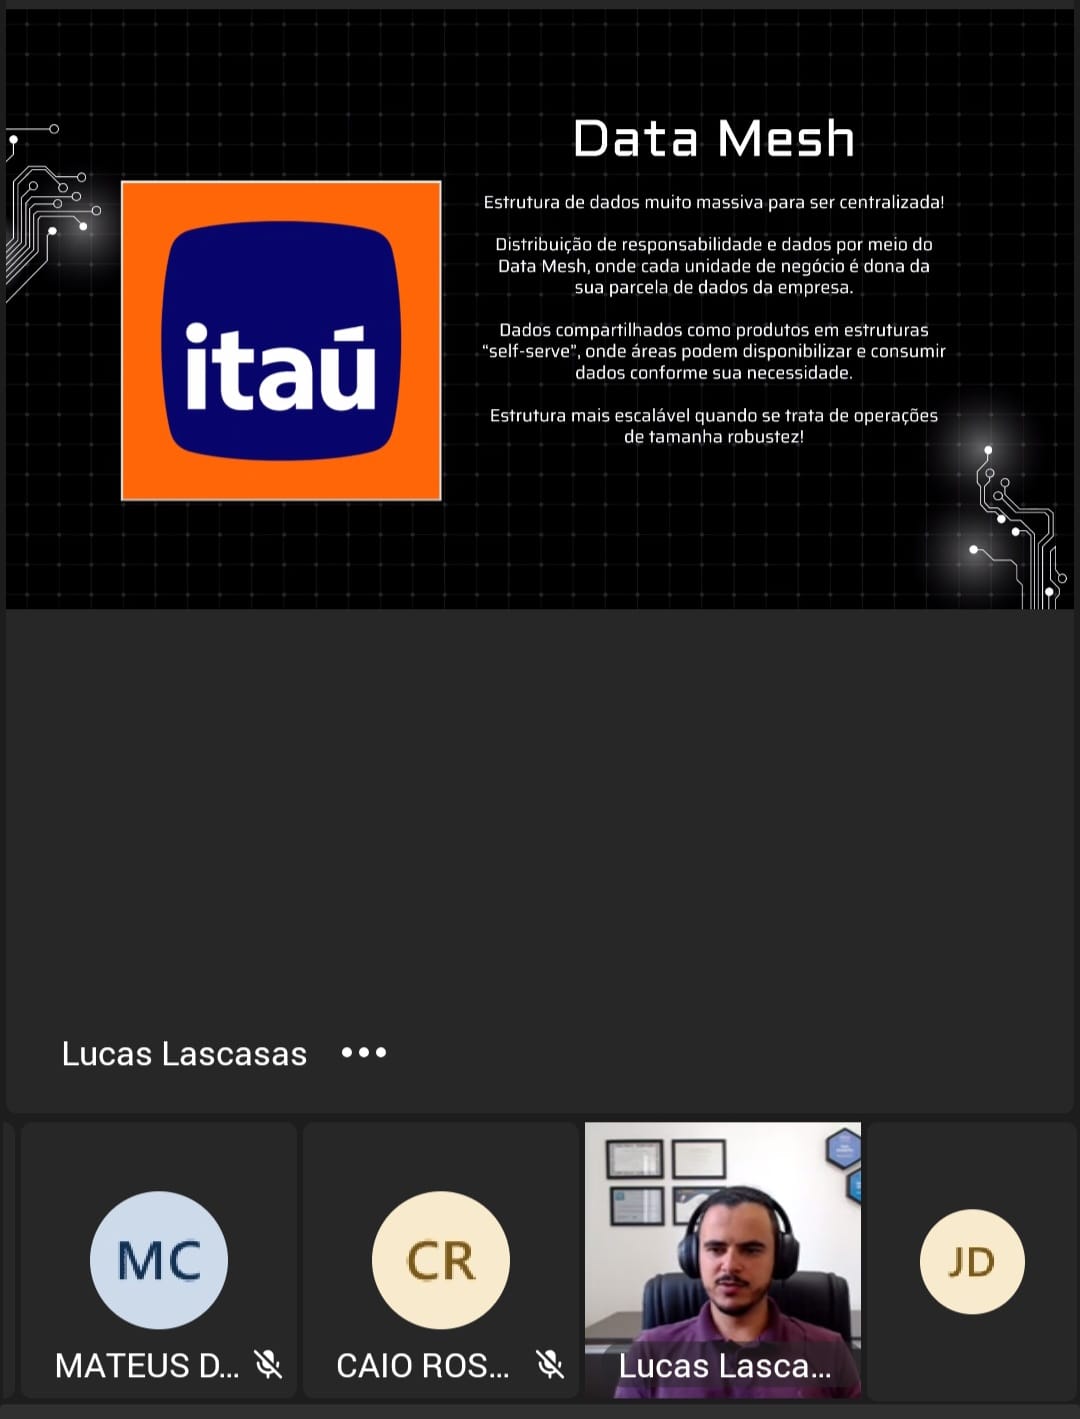 Data Mesh
Estrutura de dados muito massiva para ser centralizada!
Distribuição de responsabilidade e dados por meio do
Data Mesh, onde cada unidade de negócio é dona da
sua parcela de dados da empresa.
Dados compartilhados como produtos em estruturas
“self-serve”, onde áreas podem disponibilizar e consumir
dados conforme sua necessidade.
Estrutura mais escalável quando se trata de operações
de tamanha robustez!
itaú
Lucas Lascasas
MC
MATEUS D...
CR
CAIO ROS...
Lucas Lasca...
JD